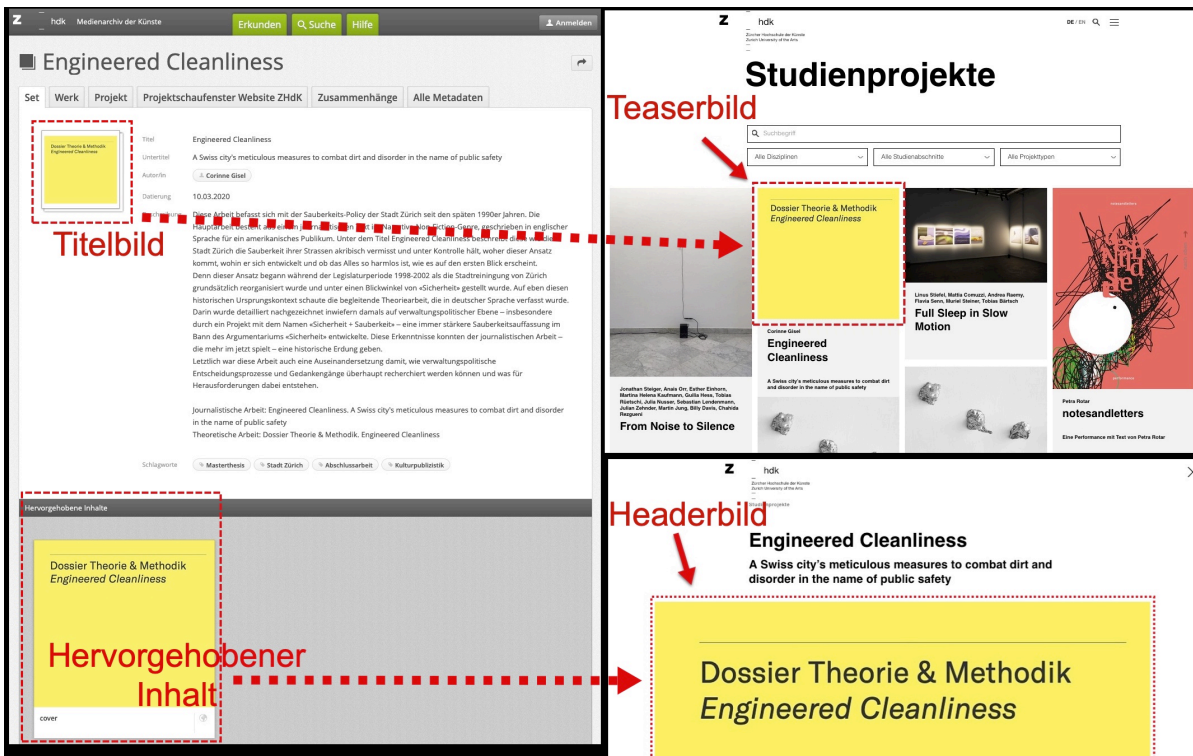 Z hdk Medienarchiv der Künste Erkunden Suche Hilfe Anmelden
Engineered Cleanliness
Set Werk Projekt Projektschaufenster Website ZHdK Zusammenhänge Alle Metadaten
Dossier Theorie & Methodik
Engineered Cleanliness
Titel Engineered Cleanliness
Untertitel A Swiss city's meticulous measures to combat dirt and disorder in the name of public safety
Autor/in Corinne Gisel
Datierung 10.03.2020
Diese Arbeit befasst sich mit der Sauberkeits-Policy der Stadt Zürich seit den späten 1990er Jahren. Die
Sprache für ein amerikanisches Publikum. Unter dem Titel Engineered Cleanliness
Stadt Zürich die Sauberkeit ihrer Strassen akribisch vermisst und unter Kontrolle hält, woher dieser Ansatz
kommt, wohin er sich entwickelt und ob das Alles so harmlos ist, wie es auf den ersten Blick erscheint.
Denn dieser Ansatz begann während der Legislaturperiode 1998-2002 als die Stadtreiningung von Zürich
grundsätzlich reorganisiert wurde und unter einen Blickwinkel von «Sicherheit» gestellt wurde. Auf eben diesen
historischen Ursprungskontext schaute die begleitende Theoriearbeit, die in deutscher Sprache verfasst wurde.
Darin wurde detailliert nachgezeichnet inwiefern damals auf verwaltungspolitischer Ebene – insbesondere
durch ein Projekt mit dem Namen «Sicherheit + Sauberkeit» – eine immer stärkere Sauberkeitsauffassung im
Bann des Argumentariums «Sicherheit» entwickelte. Diese Erkenntnisse konnten der journalistischen Arbeit –
die mehr im jetzt spielt – eine historische Erdung geben.
Letztlich war diese Arbeit auch eine Auseinandersetzung damit, wie verwaltungspolitische
Entscheidungsprozesse und Gedankengänge überhaupt recherchiert werden können und was für
Herausforderungen dabei entstehen.
Journalistische Arbeit: Engineered Cleanliness. A Swiss city's meticulous measures to combat dirt and disorder
in the name of public safety
Theoretische Arbeit: Dossier Theorie & Methodik. Engineered Cleanliness
Schlagworte Masterthesis Stadt Zürich Abschlussarbeit Kulturpublizistik
Titelbild
Hervorgehobene Inhalte
Dossier Theorie & Methodik
Engineered Cleanliness
Hervorgehobener
Inhalt
cover
Z hdk DE / EN
Zürcher Hochschule der Künste
Zurich University of the Arts
Studienprojekte
Teaserbild
Suchbegriff
Alle Disziplinen Alle Studienabschnitte Alle Projekttypen
Jonathan Steiger, Anaïs Orr, Esther Einhorn,
Martina Helena Kaufmann, Guilia Hess, Tobias
Rüetschi, Julia Nusser, Sebastian Lendenmann,
Julian Zehnder, Martin Jung, Billy Davis, Chahida
Rezgueni
From Noise to Silence
Dossier Theorie & Methodik
Engineered Cleanliness
Corinne Gisel
Engineered
Cleanliness
A Swiss city's meticulous measures to combat dirt
and disorder in the name of public safety
Linus Stiefel, Mattia Comuzzi, Andrea Raemy,
Flavia Senn, Muriel Steiner, Tobias Bärtsch
Full Sleep in Slow
Motion
notesandletters
performance
Petra Rotar
notesandletters
Eine Performance mit Text von Petra Rotar
Z hdk
Zürcher Hochschule der Künste
Zurich University of the Arts
Headerbild
Engineered Cleanliness
A Swiss city's meticulous measures to combat dirt and
disorder in the name of public safety
Dossier Theorie & Methodik
Engineered Cleanliness